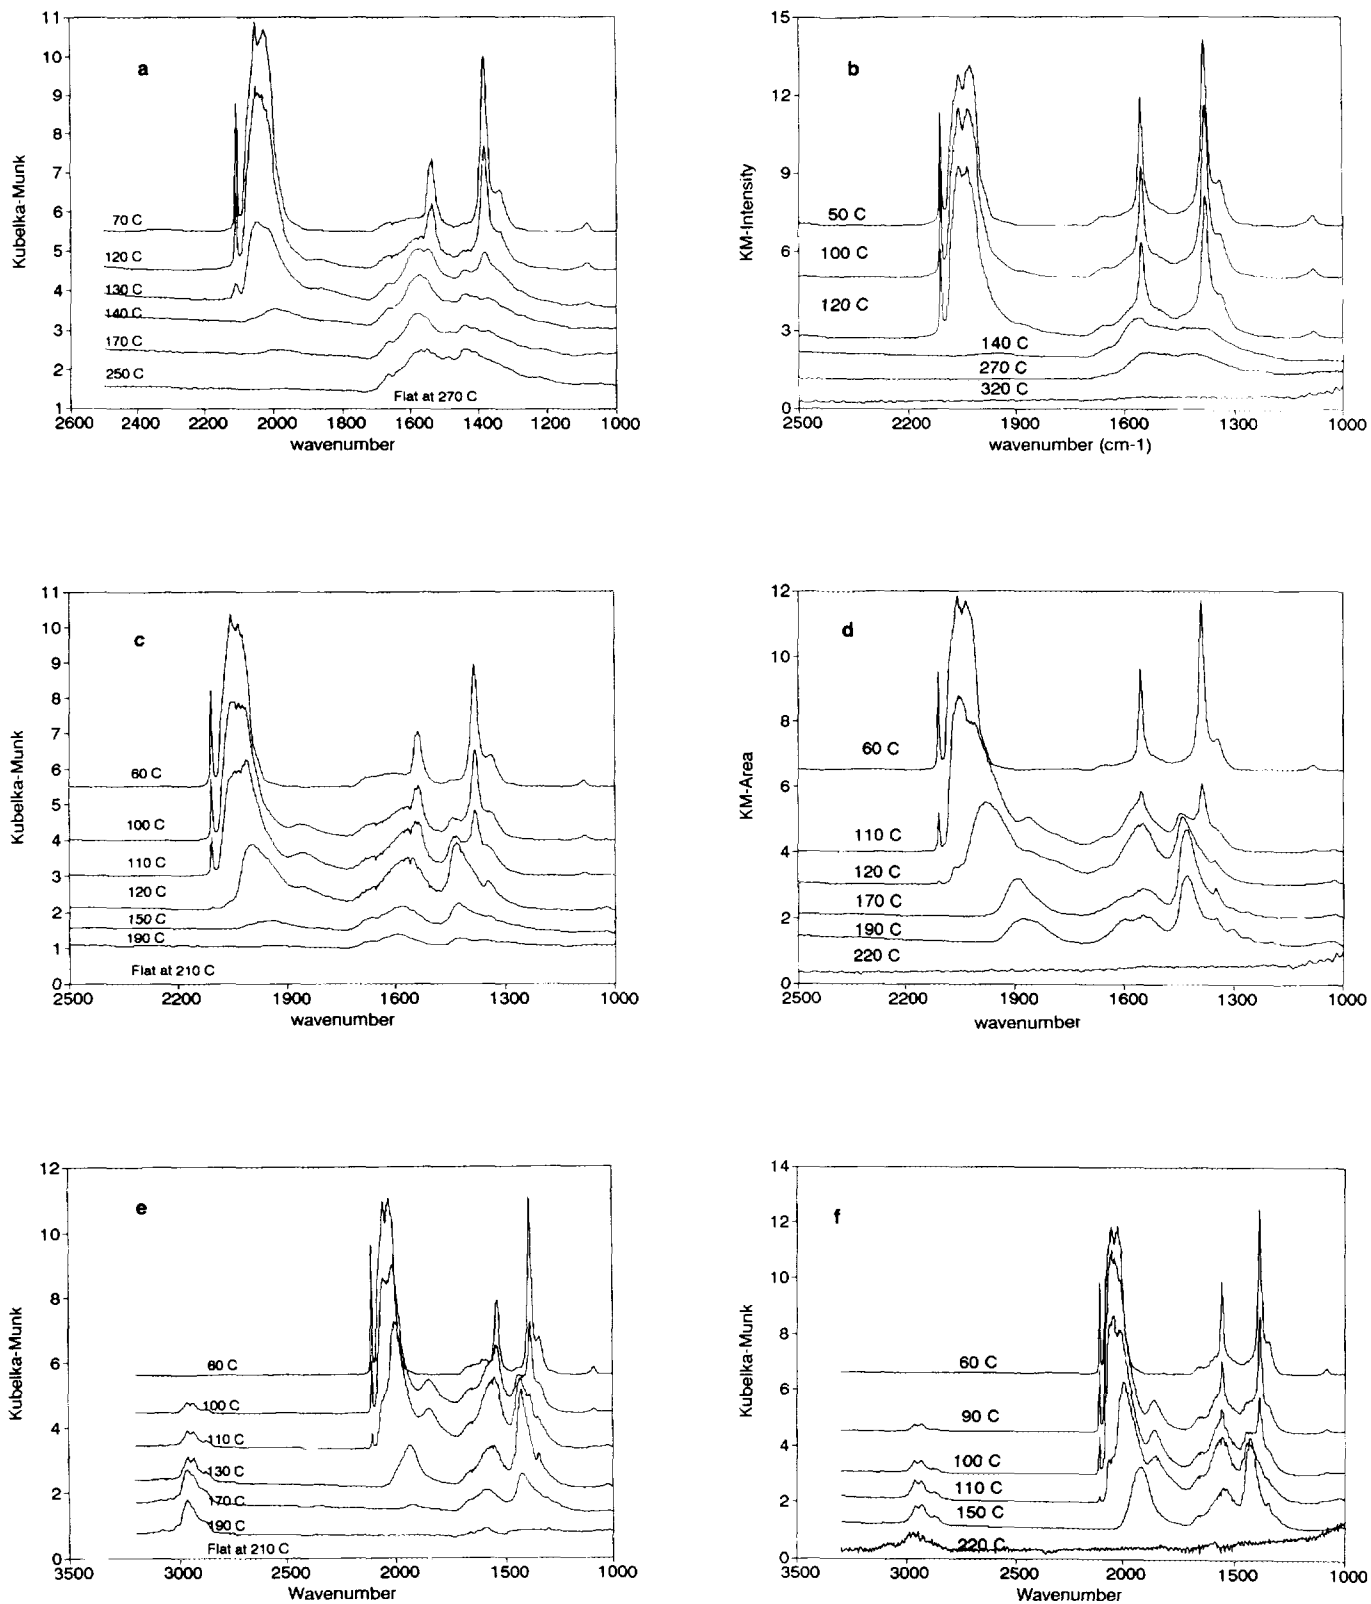 a
Kubelka-Munk
11
10
9
8
7
6
5
4
3
2
1
70 C
120 C
130 C
140 C
170 C
250 C
Flat at 270 C
2600 2400 2200 2000 1800 1600 1400 1200 1000
wavenumber
b
KM-Intensity
15
12
9
6
3
0
50 C
100 C
120 C
140 C
270 C
320 C
2500 2200 1900 1600 1300 1000
wavenumber (cm-1)
c
Kubelka-Munk
11
10
9
8
7
6
5
4
3
2
1
0
60 C
100 C
110 C
120 C
150 C
190 C
Flat at 210 C
2500 2200 1900 1600 1300 1000
wavenumber
d
KM-Area
12
10
8
6
4
2
0
60 C
110 C
120 C
170 C
190 C
220 C
2500 2200 1900 1600 1300 1000
wavenumber
e
Kubelka-Munk
12
10
8
6
4
2
0
60 C
100 C
110 C
130 C
170 C
190 C
Flat at 210 C
3500 3000 2500 2000 1500 1000
Wavenumber
f
Kubelka-Munk
14
12
10
8
6
4
2
0
60 C
90 C
100 C
110 C
150 C
220 C
3500 3000 2500 2000 1500 1000
Wavenumber